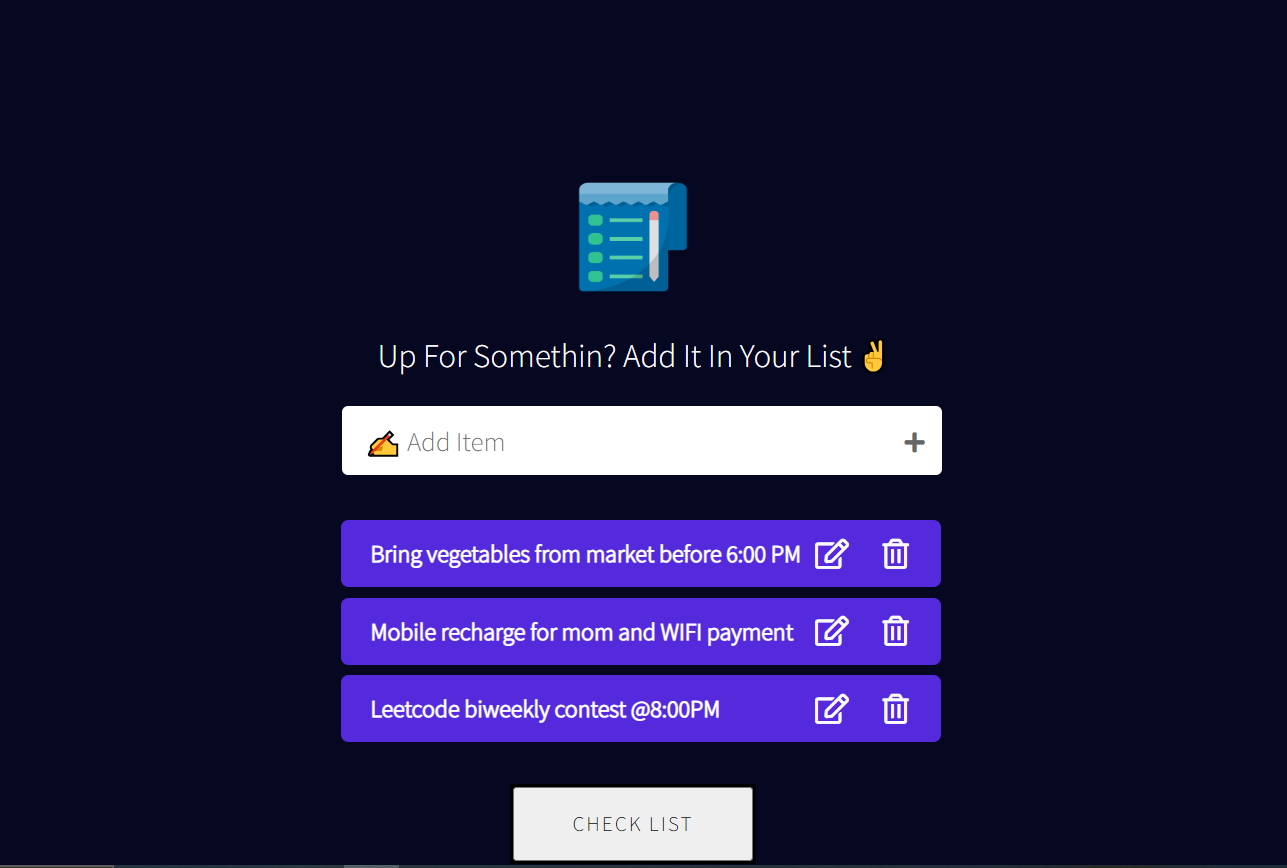 Up For Somethin? Add It In Your List ✌
✍ Add Item
Bring vegetables from market before 6:00 PM
Mobile recharge for mom and WIFI payment
Leetcode biweekly contest @8:00PM
CHECK LIST